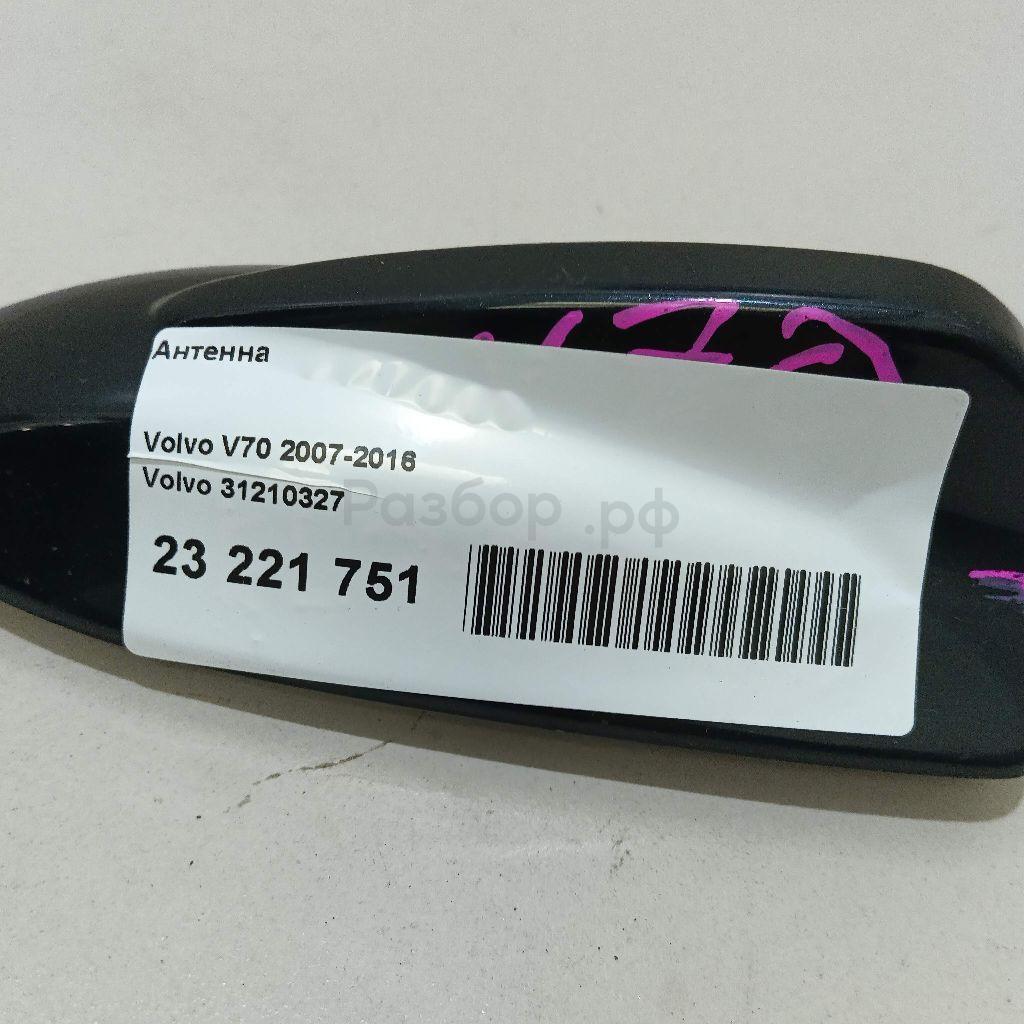 Антенна
Volvo V70 2007-2016
Volvo 31210327
Разбор.рф
23 221 751